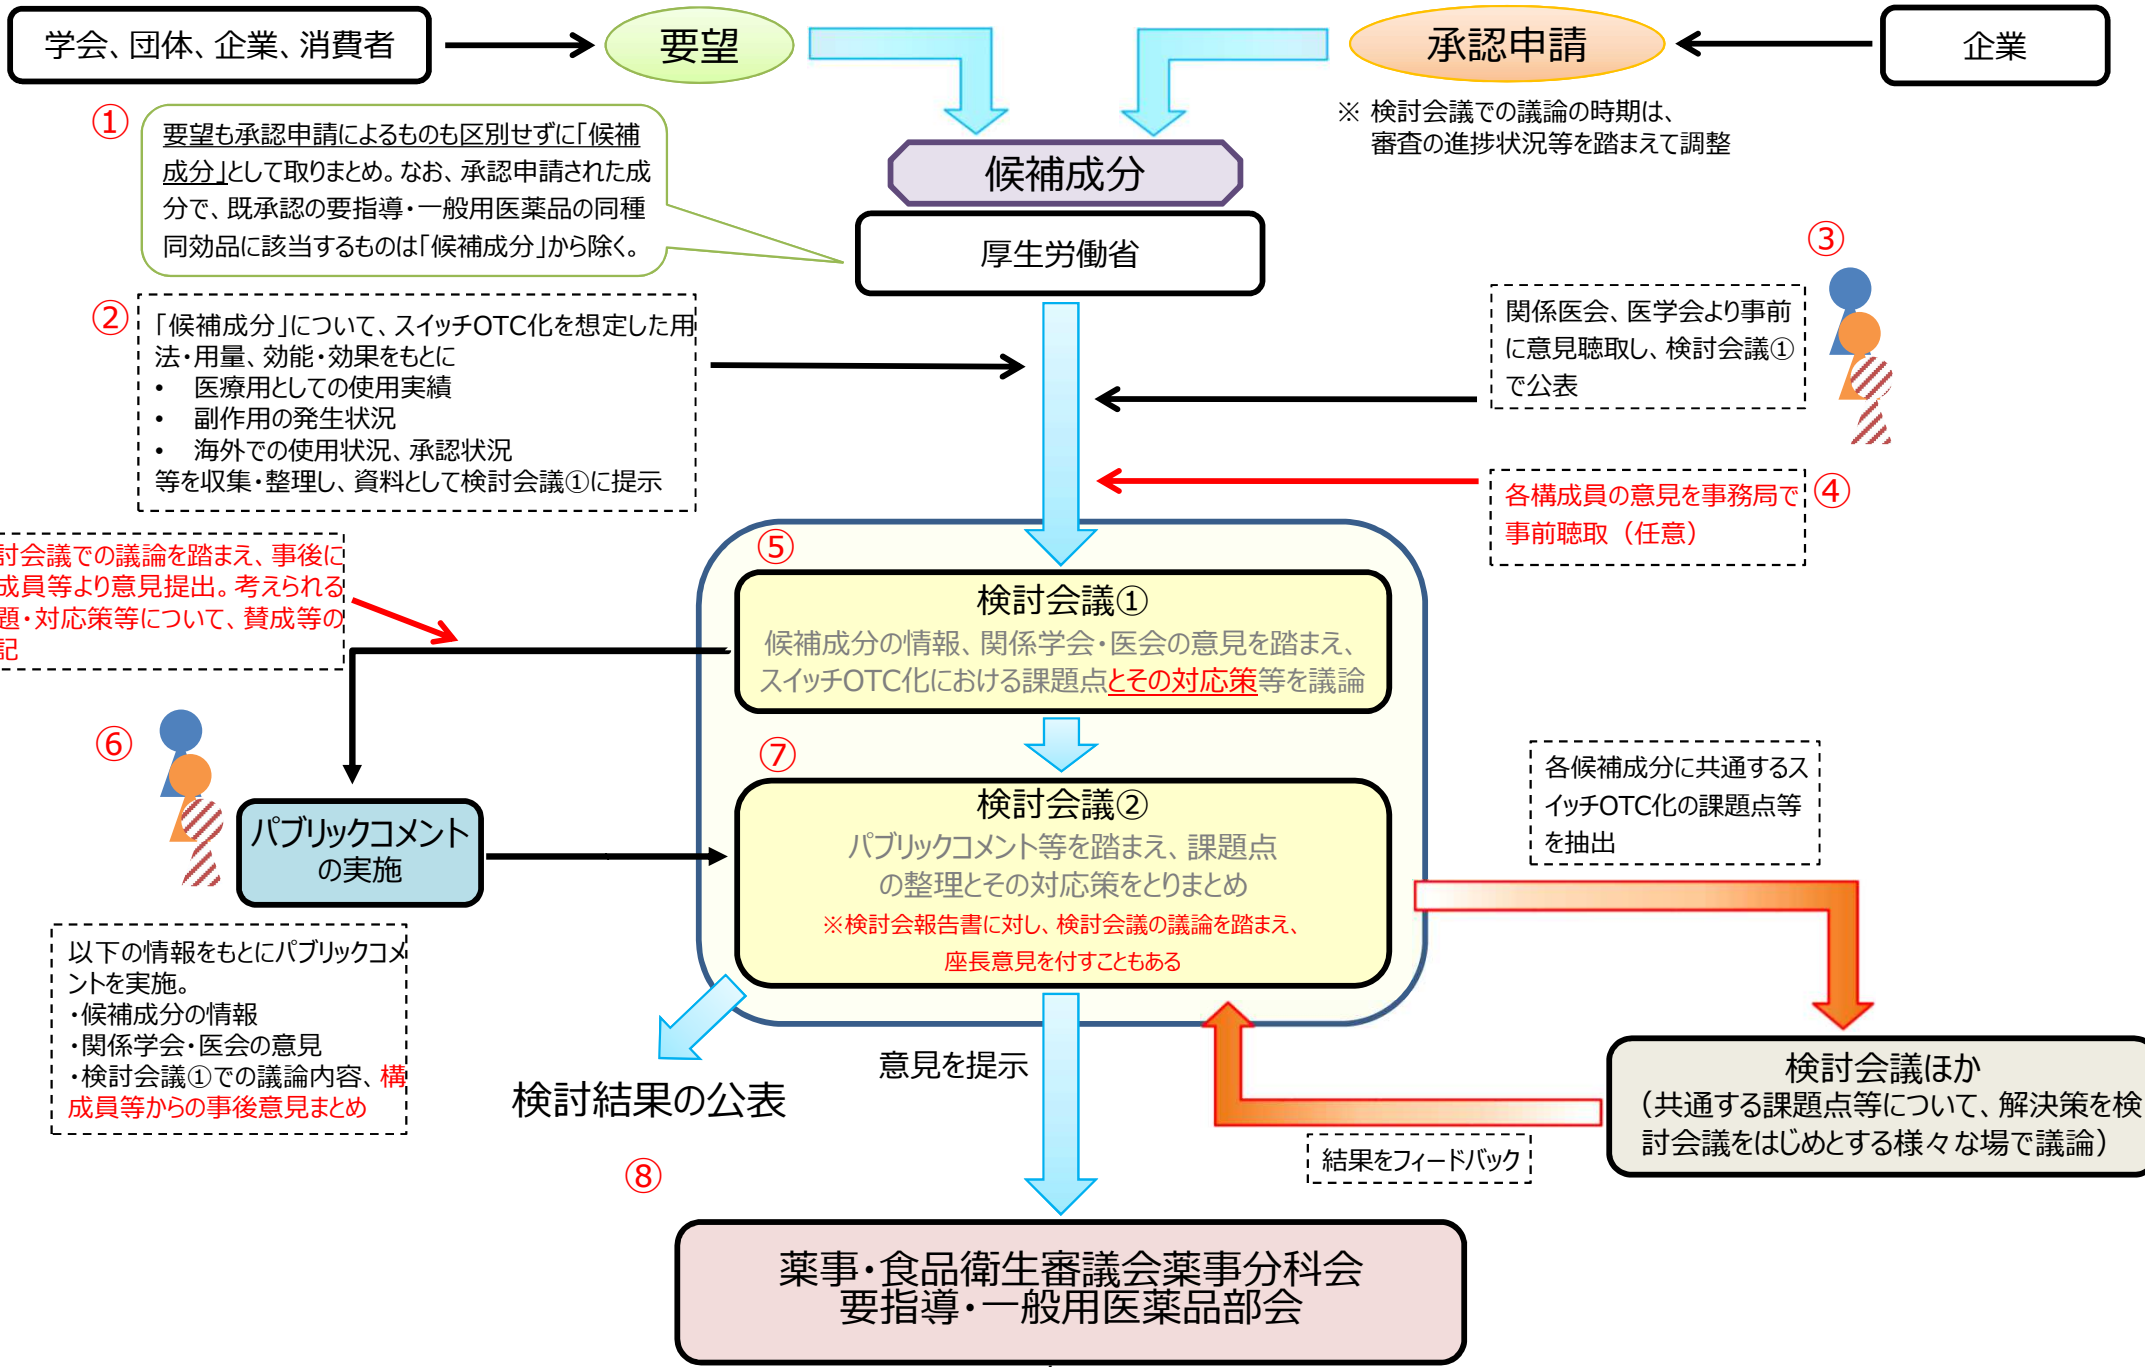 学会、団体、企業、消費者
要望
承認申請
企業
※ 検討会議での議論の時期は、
審査の進捗状況等を踏まえて調整
①
要望も承認申請によるものも区別せずに「候補
成分」として取りまとめ。なお、承認申請された成
分で、既承認の要指導・一般用医薬品の同種
同効品に該当するものは「候補成分」から除く。
候補成分
厚生労働省
②
「候補成分」について、スイッチOTC化を想定した用
法・用量、効能・効果をもとに
• 医療用としての使用実績
• 副作用の発生状況
• 海外での使用状況、承認状況
等を収集・整理し、資料として検討会議①に提示
③
関係医会、医学会より事前
に意見聴取し、検討会議①
で公表
④
各構成員の意見を事務局で
事前聴取（任意）
討会議での議論を踏まえ、事後に
成員等より意見提出。考えられる
題・対応策等について、賛成等の
記
⑤
検討会議①
候補成分の情報、関係学会・医会の意見を踏まえ、
スイッチOTC化における課題点とその対応策等を議論
⑥
パブリックコメント
の実施
⑦
検討会議②
パブリックコメント等を踏まえ、課題点
の整理とその対応策をとりまとめ
※検討会報告書に対し、検討会議の議論を踏まえ、
座長意見を付すこともある
各候補成分に共通するス
イッチOTC化の課題点等
を抽出
以下の情報をもとにパブリックコメ
ントを実施。
・候補成分の情報
・関係学会・医会の意見
・検討会議①での議論内容、構
成員等からの事後意見まとめ
検討結果の公表
意見を提示
検討会議ほか
（共通する課題点等について、解決策を検
討会議をはじめとする様々な場で議論）
結果をフィードバック
⑧
薬事・食品衛生審議会薬事分科会
要指導・一般用医薬品部会